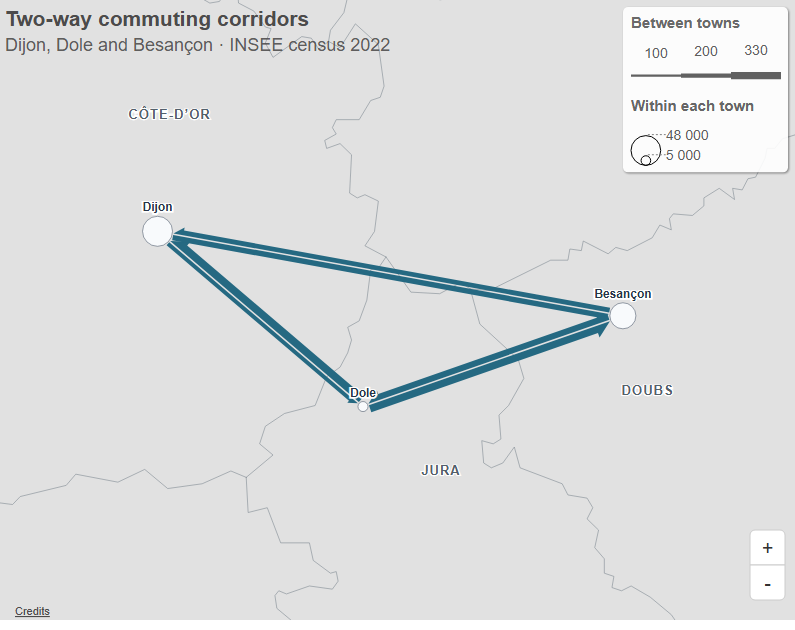 Two-way commuting corridors
Dijon, Dole and Besançon · INSEE census 2022
Between towns
100 200 330
Within each town
48 000
5 000
CÔTE-D’OR
Dijon
Besançon
Dole
DOUBS
JURA
+
-
Credits